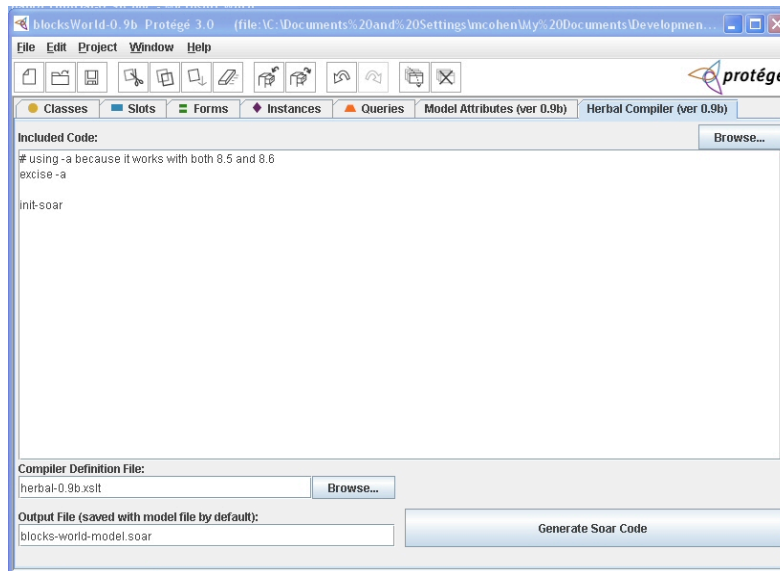 blocksWorld-0.9b Protégé 3.0 (file:\C:\Documents%20and%20Settings\mcohen\My%20Documents\Developmen...
File Edit Project Window Help
protégé
Classes Slots Forms Instances Queries Model Attributes (ver 0.9b) Herbal Compiler (ver 0.9b)
Included Code: Browse...
# using -a because it works with both 8.5 and 8.6
excise -a
init-soar
Compiler Definition File:
herbal-0.9b.xslt Browse...
Output File (saved with model file by default):
blocks-world-model.soar Generate Soar Code